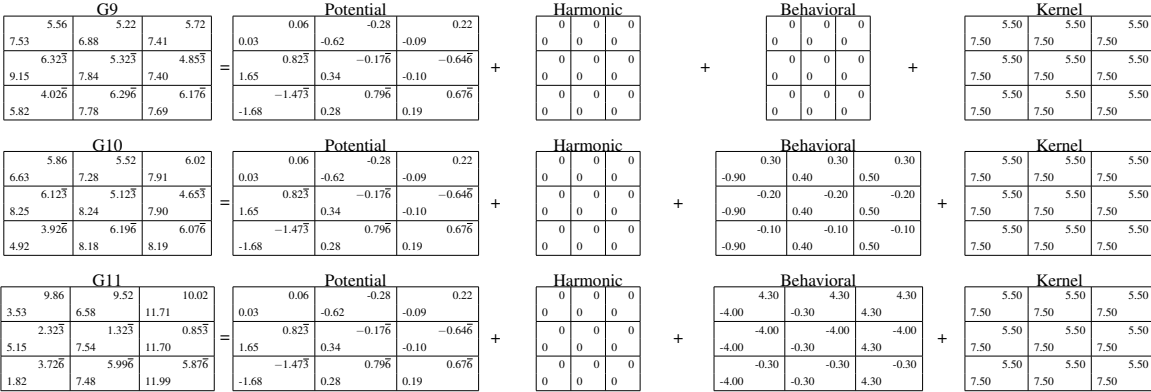 G9 Potential Harmonic Behavioral Kernel
5.56 5.22 5.72 0.06 -0.28 0.22 0 0 0 0 0 0 5.50 5.50 5.50
7.53 6.88 7.41 0.03 -0.62 -0.09 0 0 0 0 0 0 7.50 7.50 7.50
6.323̅ 5.323̅ 4.853̅ = 0.823̅ −0.176̅ −0.646̅ + 0 0 0 + 0 0 0 + 5.50 5.50 5.50
9.15 7.84 7.40 1.65 0.34 -0.10 0 0 0 0 0 0 7.50 7.50 7.50
4.026̅ 6.296̅ 6.176̅ −1.473̅ 0.796̅ 0.676̅ 0 0 0 0 0 0 5.50 5.50 5.50
5.82 7.78 7.69 -1.68 0.28 0.19 0 0 0 0 0 0 7.50 7.50 7.50
G10 Potential Harmonic Behavioral Kernel
5.86 5.52 6.02 0.06 -0.28 0.22 0 0 0 0.30 0.30 0.30 5.50 5.50 5.50
6.63 7.28 7.91 0.03 -0.62 -0.09 0 0 0 -0.90 0.40 0.50 7.50 7.50 7.50
6.123̅ 5.123̅ 4.653̅ = 0.823̅ −0.176̅ −0.646̅ + 0 0 0 + -0.20 -0.20 -0.20 + 5.50 5.50 5.50
8.25 8.24 7.90 1.65 0.34 -0.10 0 0 0 -0.90 0.40 0.50 7.50 7.50 7.50
3.926̅ 6.196̅ 6.076̅ −1.473̅ 0.796̅ 0.676̅ 0 0 0 -0.10 -0.10 -0.10 5.50 5.50 5.50
4.92 8.18 8.19 -1.68 0.28 0.19 0 0 0 -0.90 0.40 0.50 7.50 7.50 7.50
G11 Potential Harmonic Behavioral Kernel
9.86 9.52 10.02 0.06 -0.28 0.22 0 0 0 4.30 4.30 4.30 5.50 5.50 5.50
3.53 6.58 11.71 0.03 -0.62 -0.09 0 0 0 -4.00 -0.30 4.30 7.50 7.50 7.50
2.323̅ 1.323̅ 0.853̅ = 0.823̅ −0.176̅ −0.646̅ + 0 0 0 + -4.00 -4.00 -4.00 + 5.50 5.50 5.50
5.15 7.54 11.70 1.65 0.34 -0.10 0 0 0 -4.00 -0.30 4.30 7.50 7.50 7.50
3.726̅ 5.996̅ 5.876̅ −1.473̅ 0.796̅ 0.676̅ 0 0 0 -0.30 -0.30 -0.30 5.50 5.50 5.50
1.82 7.48 11.99 -1.68 0.28 0.19 0 0 0 -4.00 -0.30 4.30 7.50 7.50 7.50